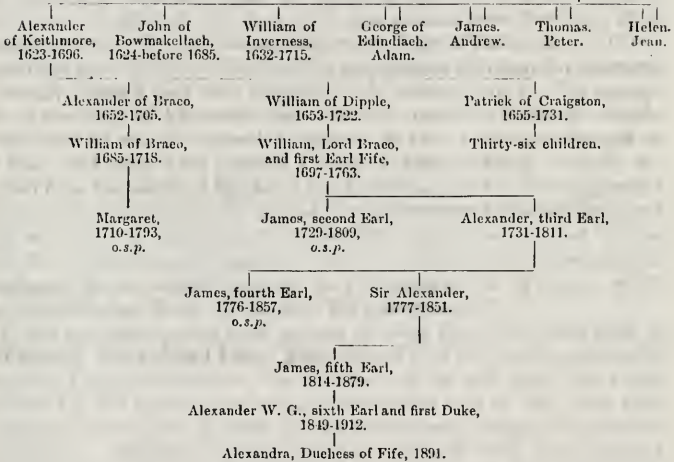 Alexander John of William of George of James. Thomas. Helen.
of Keithmore, Bowmakellach, Inverness, Edindiach. Andrew. Peter. Jean.
1623-1696. 1624-before 1685. 1632-1715. Adam.
Alexander of Braco, William of Dipple, Patrick of Craigston,
1652-1705. 1653-1722. 1655-1731.
William of Braco, William, Lord Braco, Thirty-six children.
1685-1718. and first Earl Fife,
1697-1763.
Margaret, James, second Earl, Alexander, third Earl,
1710-1793, 1729-1809, 1731-1811.
o.s.p. o.s.p.
James, fourth Earl, Sir Alexander,
1776-1857, 1777-1851.
o.s.p.
James, fifth Earl,
1814-1879.
Alexander W. G., sixth Earl and first Duke,
1849-1912.
Alexandra, Duchess of Fife, 1891.